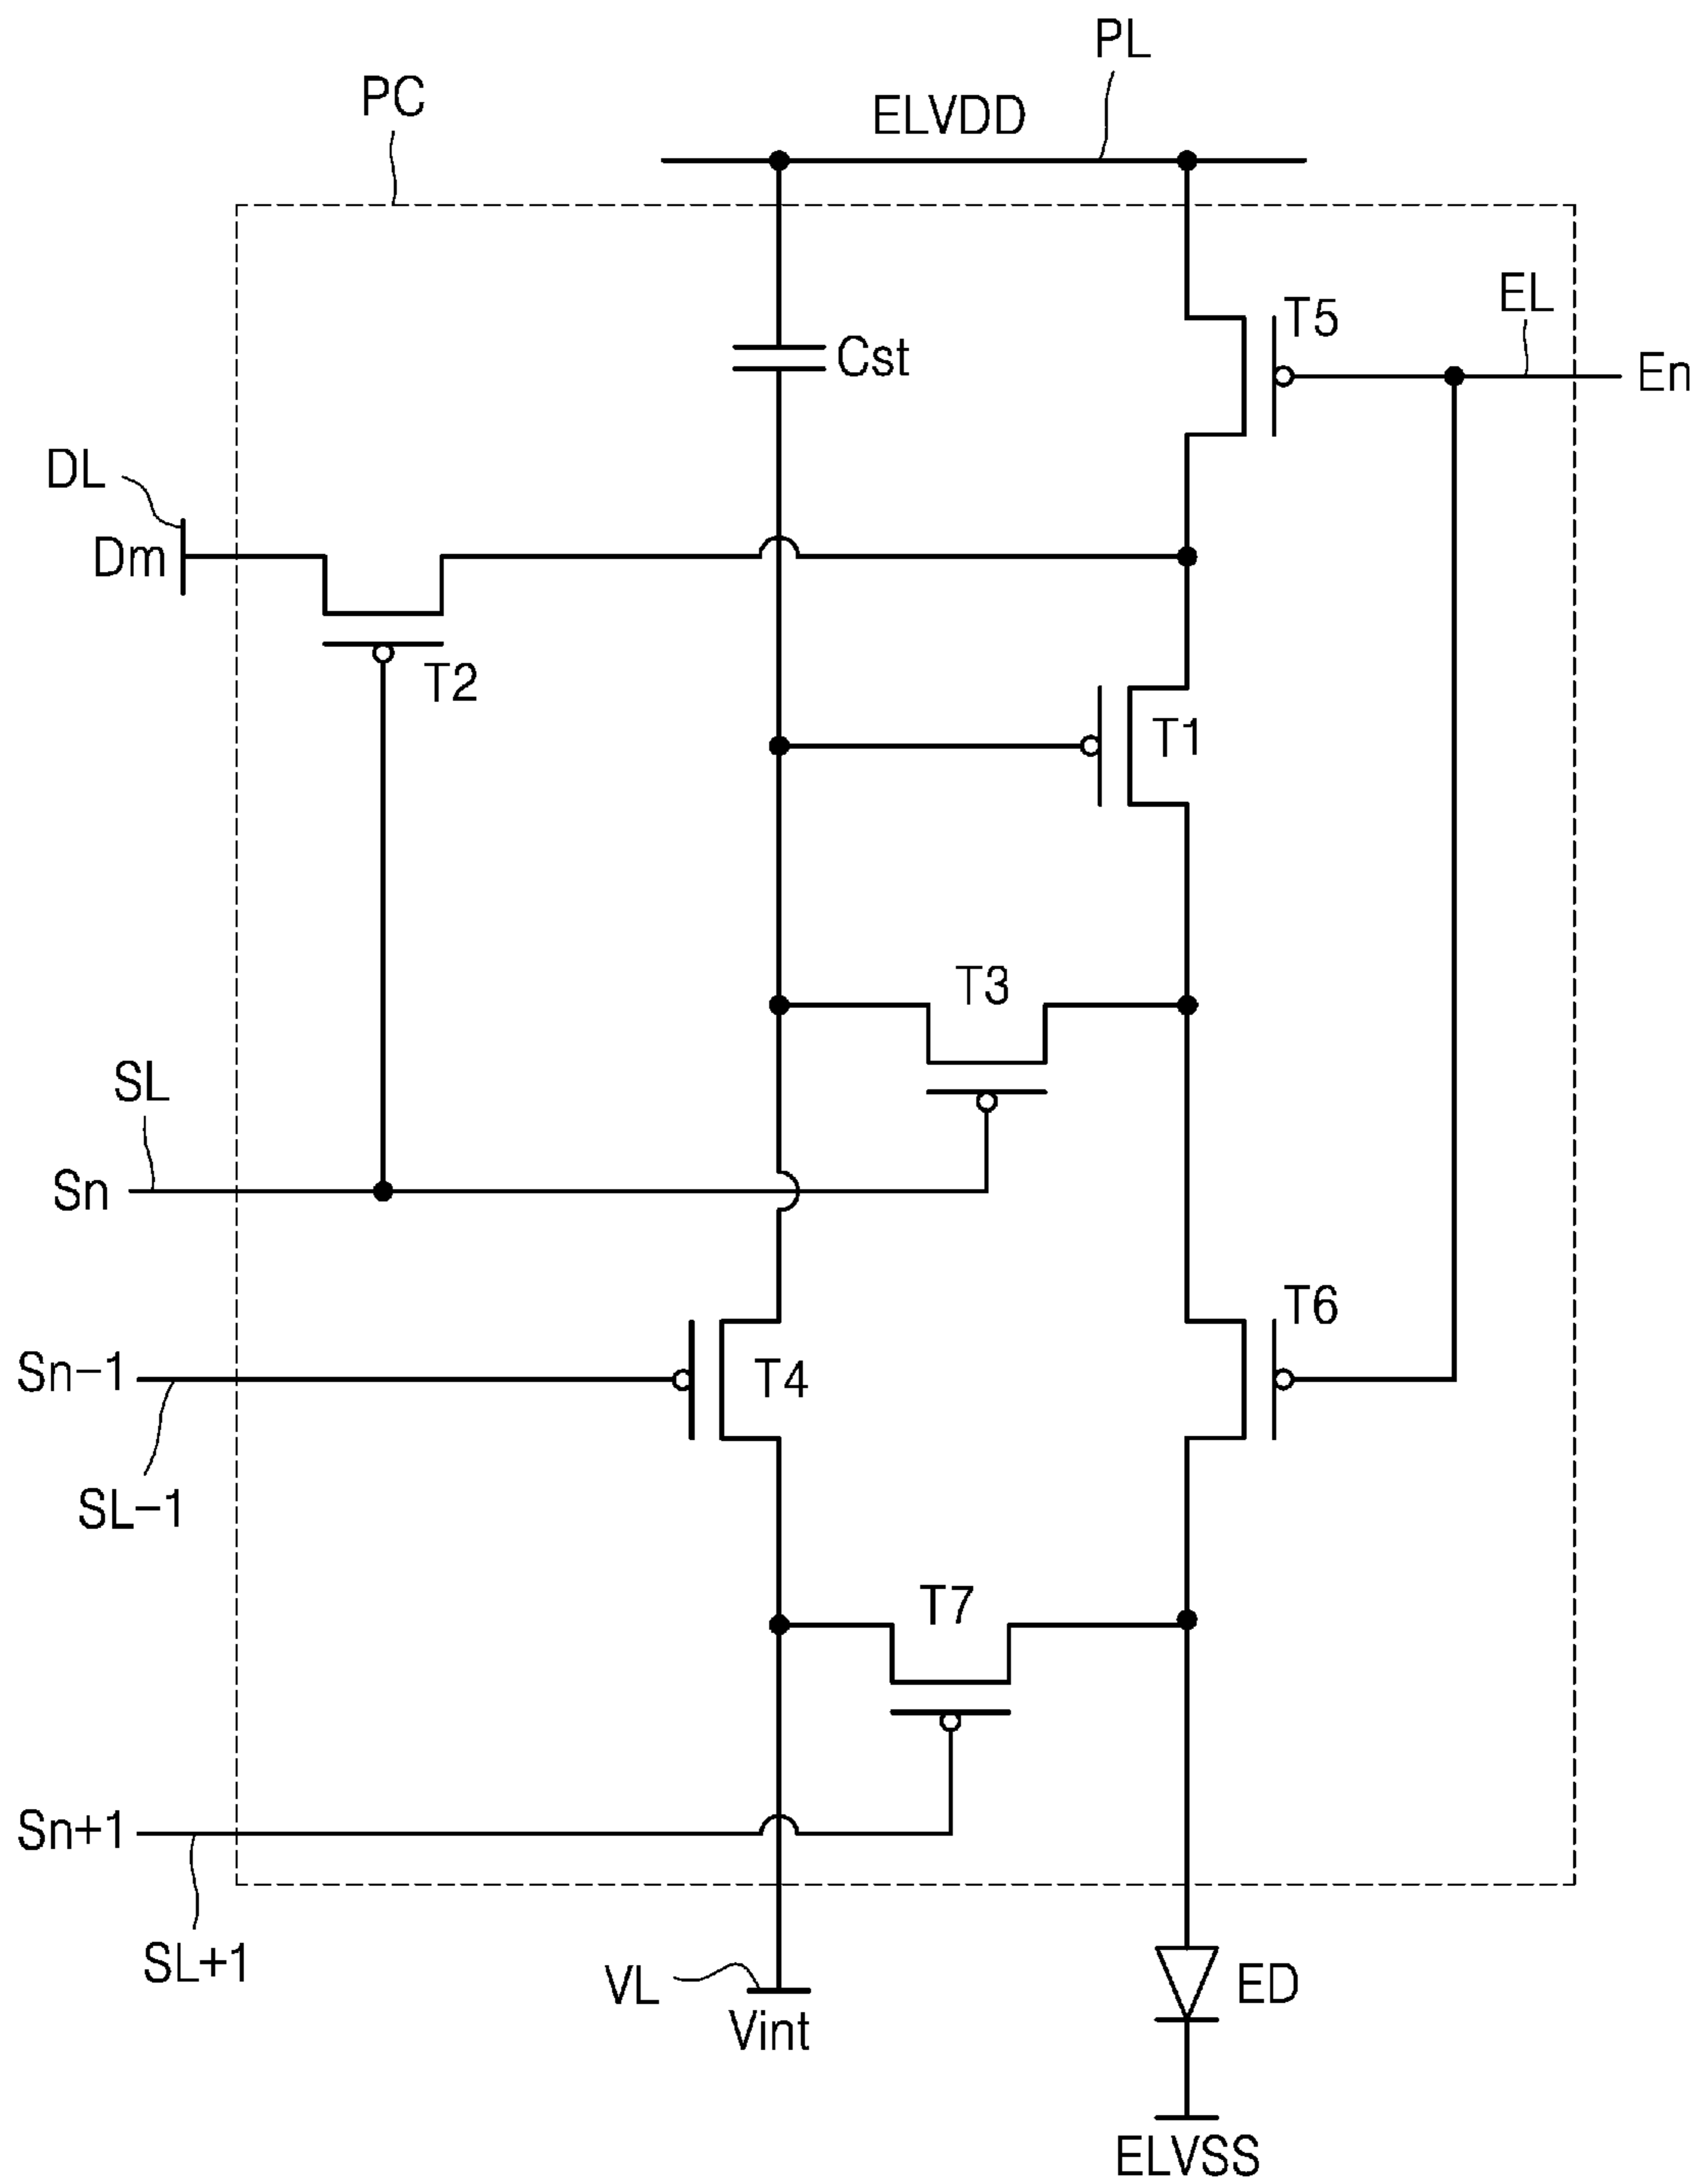 PL
PC
ELVDD
EL
T5
Cst
En
DL
Dm
T2
T1
T3
SL
Sn
T6
Sn-1
T4
SL-1
T7
Sn+1
SL+1
VL
ED
Vint
ELVSS